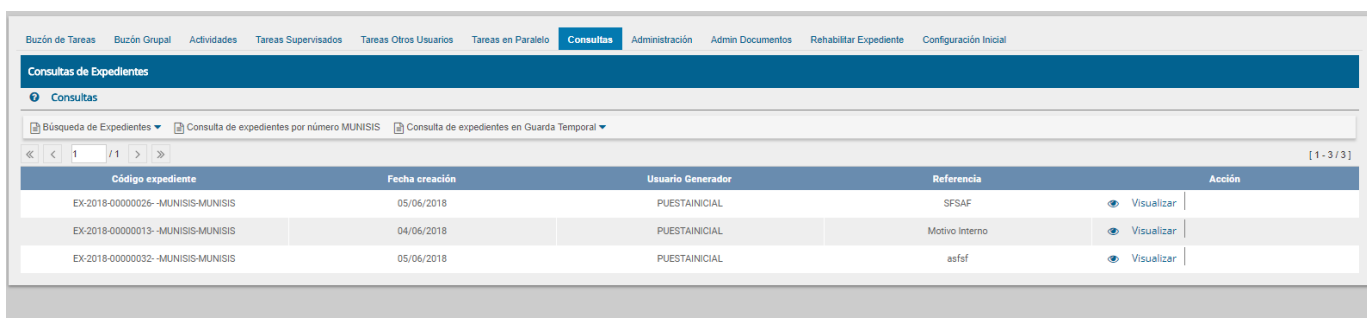 Buzón de Tareas Buzón Grupal Actividades Tareas Supervisados Tareas Otros Usuarios Tareas en Paralelo Consultas Administración Admin Documentos Rehabilitar Expediente Configuración Inicial
Consultas de Expedientes
? Consultas
Búsqueda de Expedientes Consulta de expedientes por número MUNISIS Consulta de expedientes en Guarda Temporal
« < 1 / 1 > » [ 1 - 3 / 3 ]
Código expediente Fecha creación Usuario Generador Referencia Acción
EX-2018-00000026- -MUNISIS-MUNISIS 05/06/2018 PUESTAINICIAL SFSAF Visualizar
EX-2018-00000013- -MUNISIS-MUNISIS 04/06/2018 PUESTAINICIAL Motivo Interno Visualizar
EX-2018-00000032- -MUNISIS-MUNISIS 05/06/2018 PUESTAINICIAL asfsf Visualizar